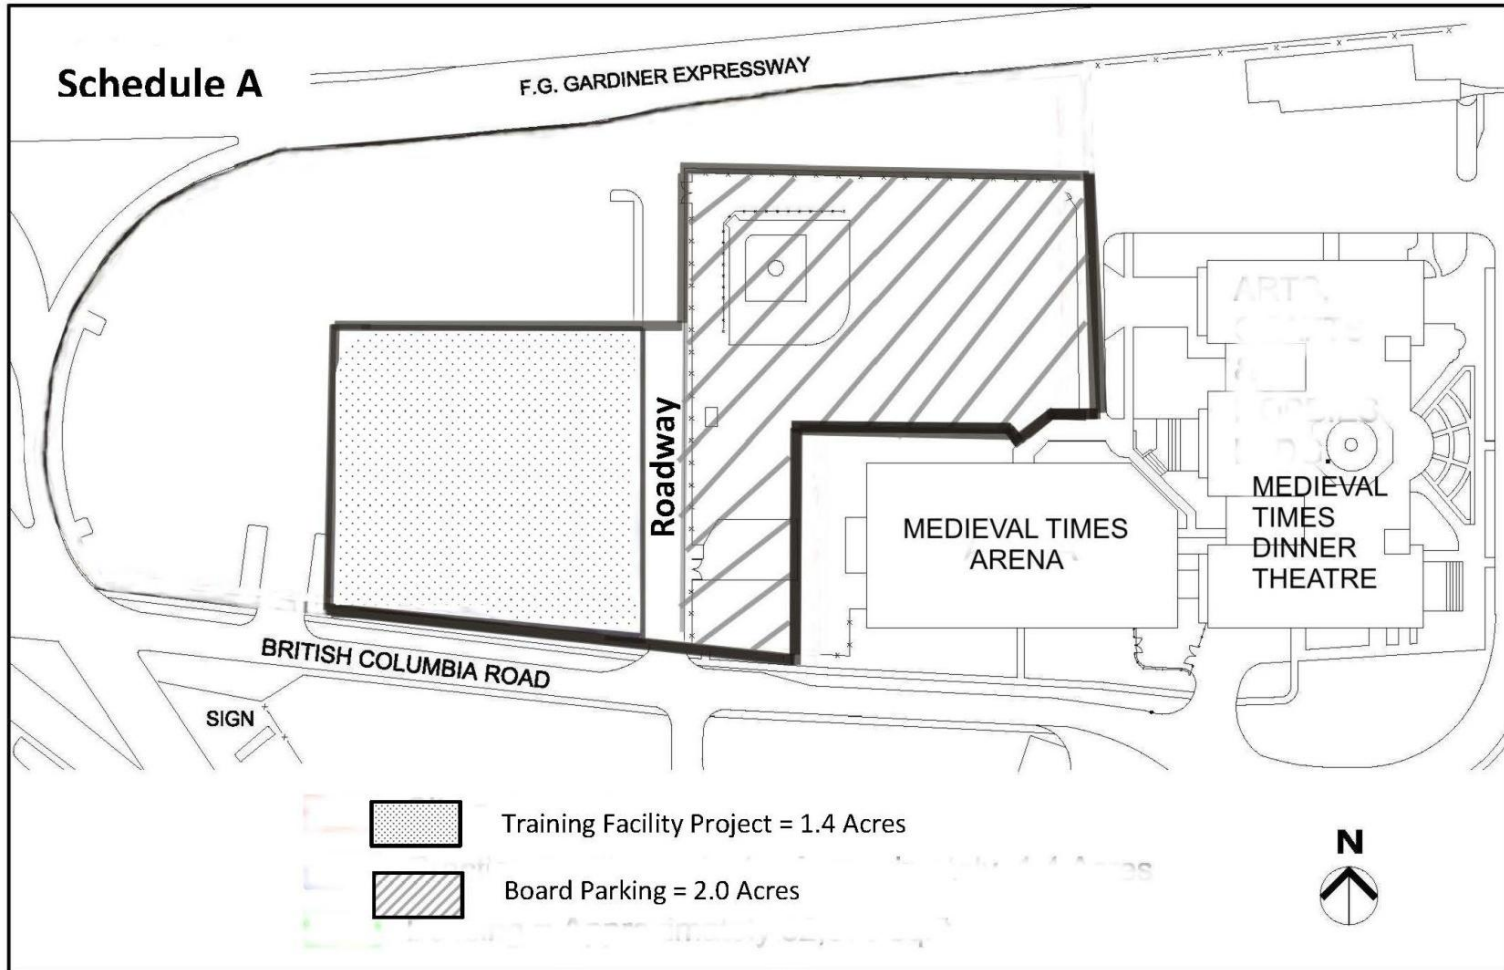 Schedule A
F.G. GARDINER EXPRESSWAY
Roadway
MEDIEVAL TIMES
ARENA
MEDIEVAL
TIMES
DINNER
THEATRE
BRITISH COLUMBIA ROAD
SIGN
Training Facility Project = 1.4 Acres
Board Parking = 2.0 Acres
N